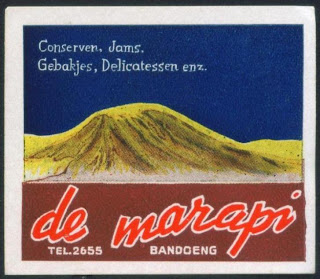 Conserven, Jams.
Gebakjes, Delicatessen enz.
de marapi
TEL.2655 BANDOENG